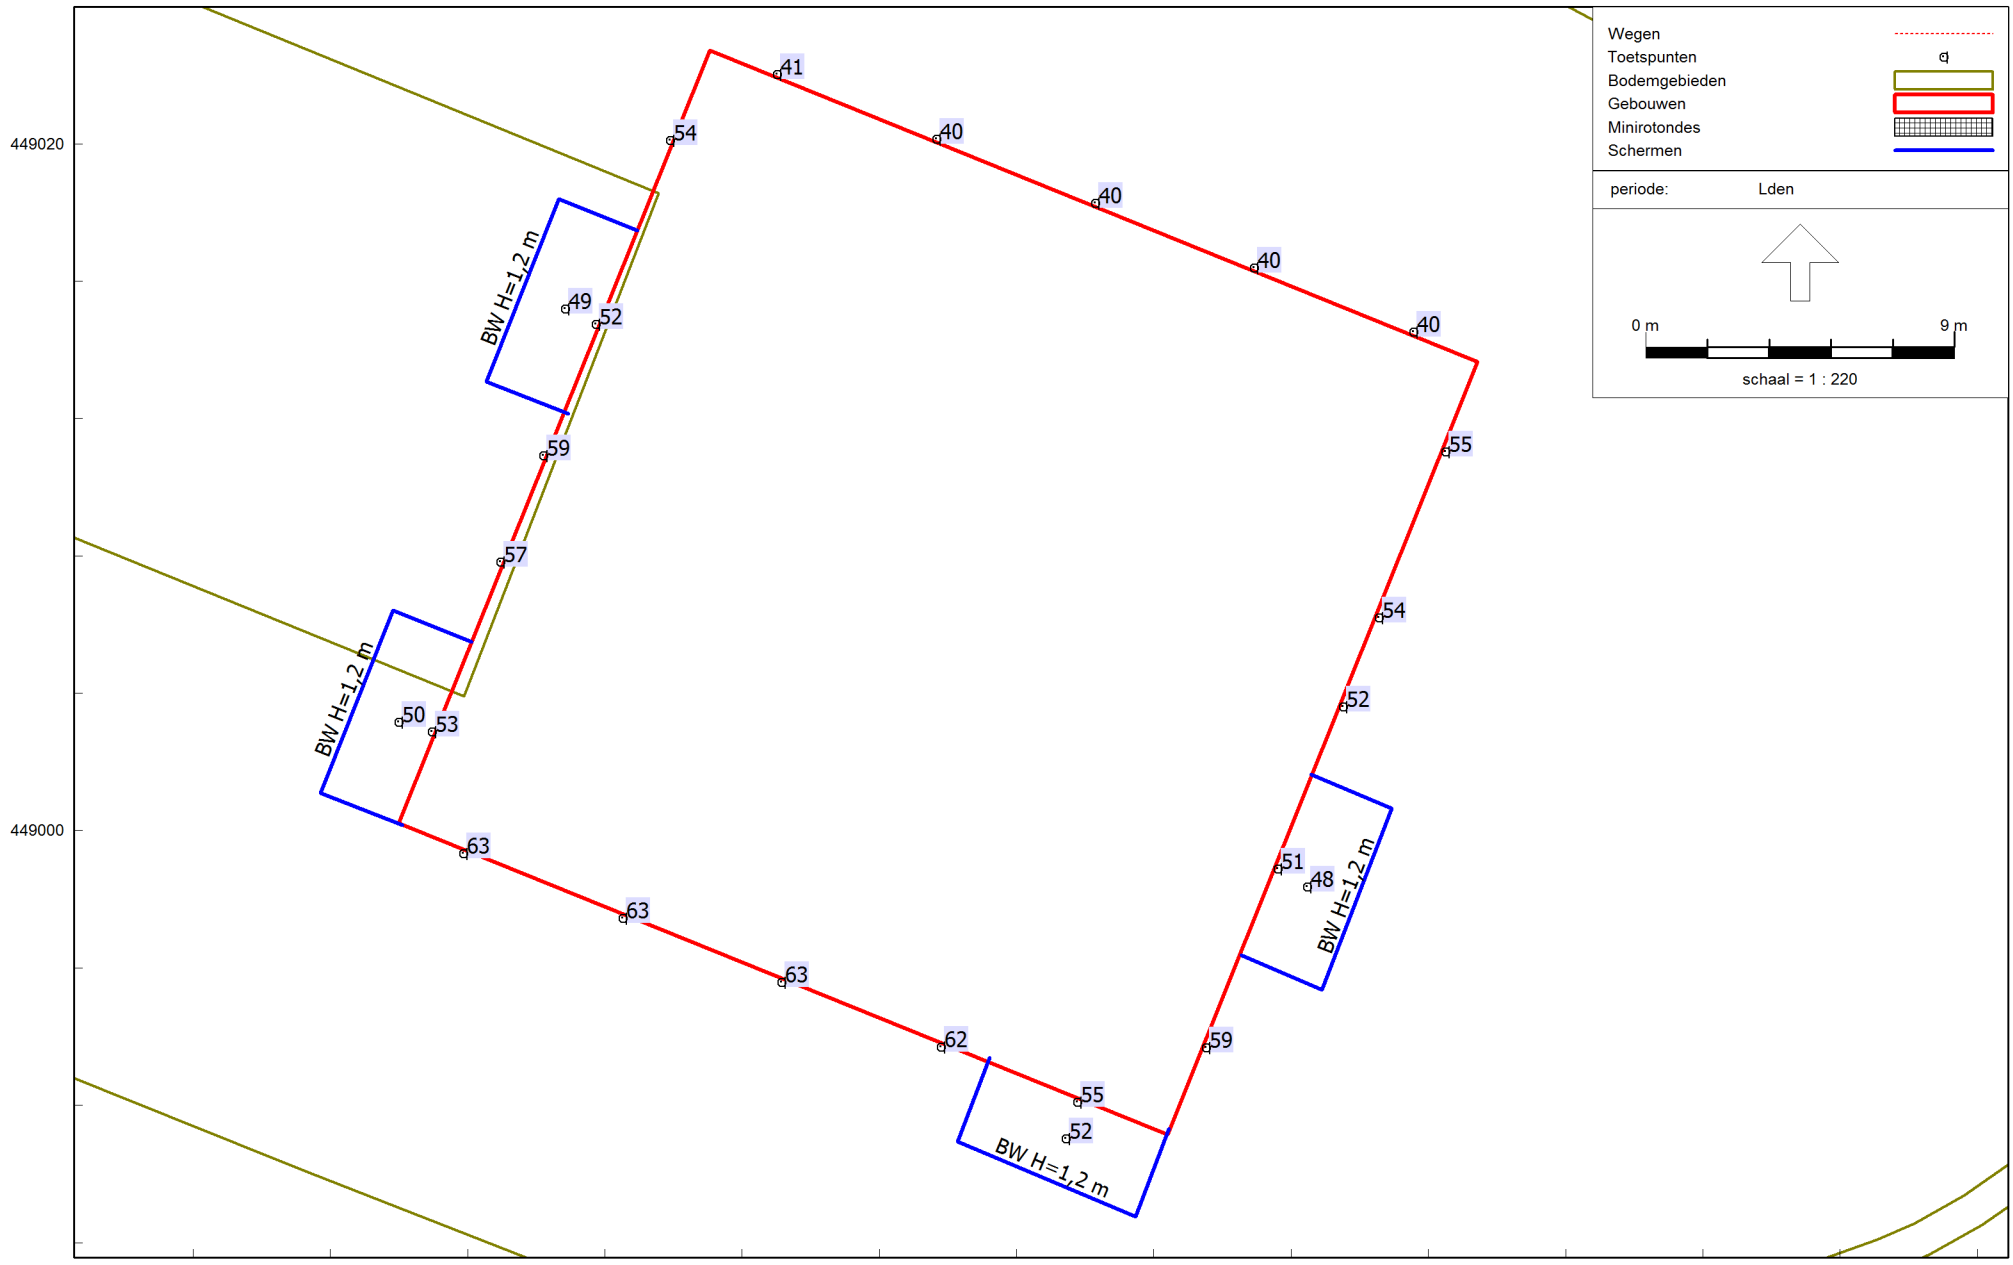 Wegen
Toetspunten
Bodemgebieden
Gebouwen
Minirotondes
Schermen
periode: Lden
0 m 9 m
schaal = 1 : 220
449020
449000
41
40
40
40
40
54
BW H=1,2 m
49
52
59
57
BW H=1,2 m
50
53
55
54
52
51
48
BW H=1,2 m
59
63
63
63
62
55
52
BW H=1,2 m